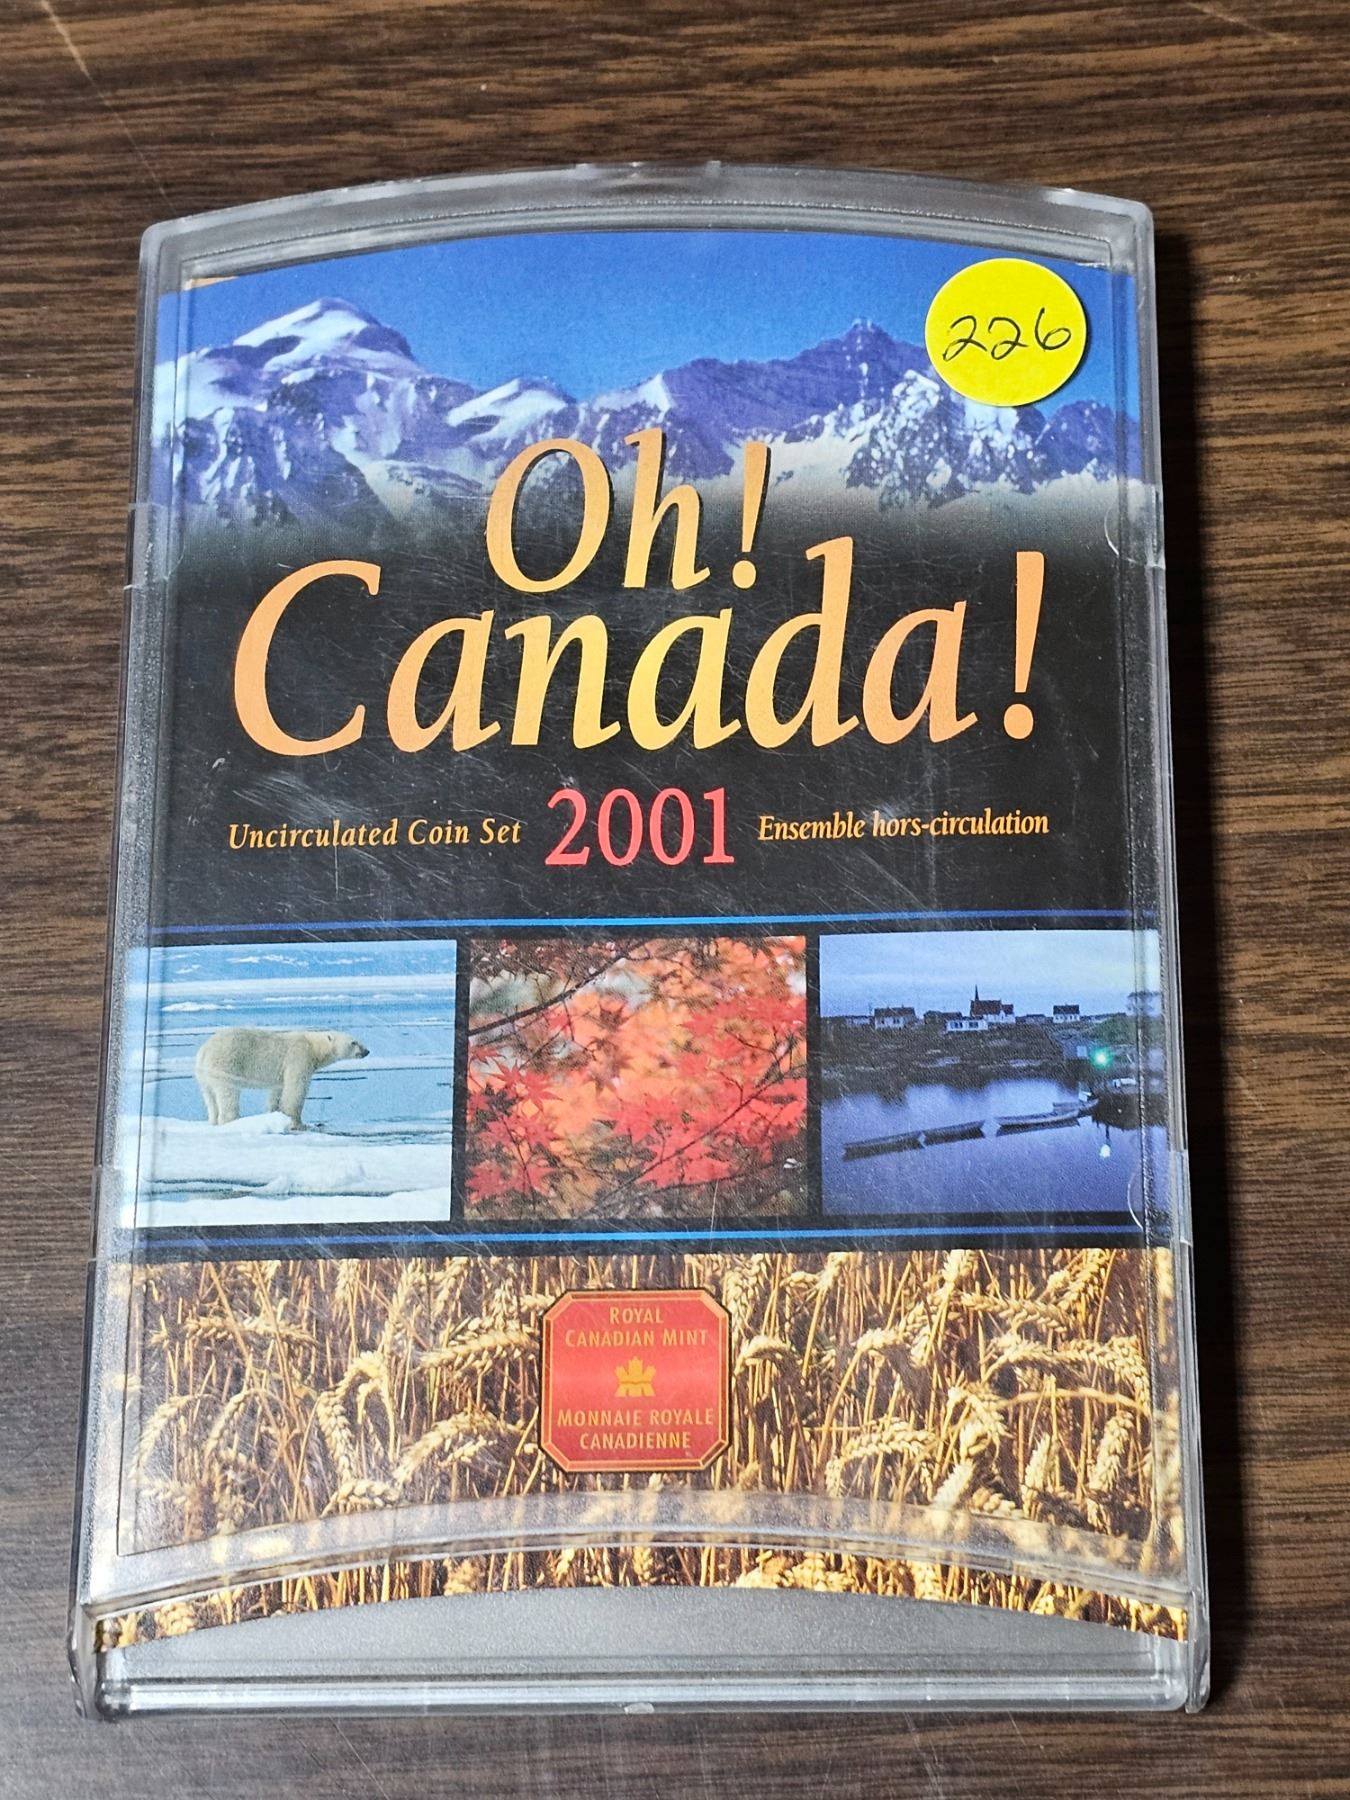 226
Oh!
Canada!
Uncirculated Coin Set 2001 Ensemble hors-circulation
ROYAL
CANADIAN MINT
MONNAIE ROYALE
CANADIENNE